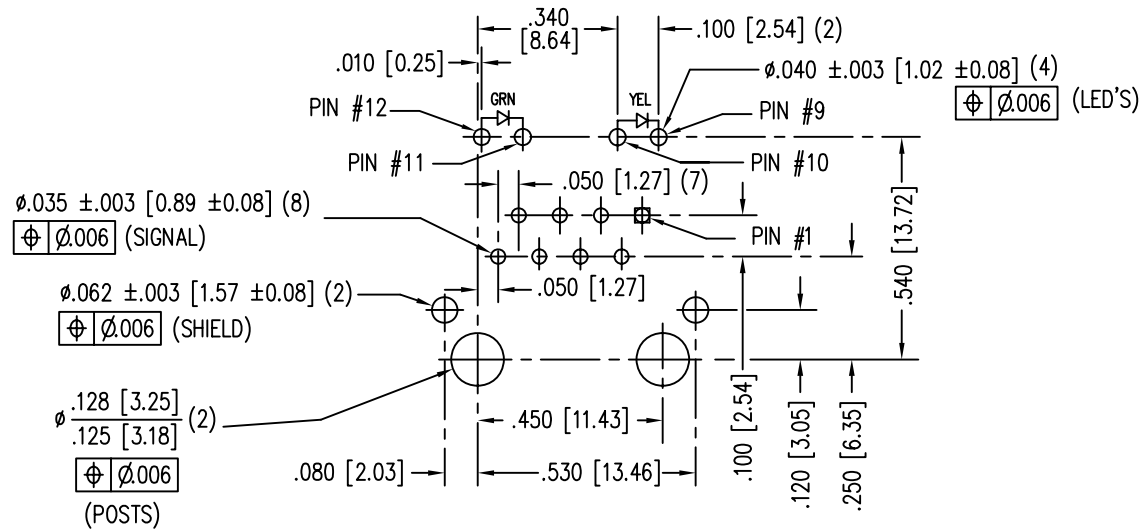 .340
[8.64]
.100 [2.54] (2)
.010 [0.25]
ø.040 ±.003 [1.02 ±0.08] (4)
⌖ Ø.006 (LED'S)
PIN #12
GRN
YEL
PIN #9
PIN #11
PIN #10
.050 [1.27] (7)
ø.035 ±.003 [0.89 ±0.08] (8)
⌖ Ø.006 (SIGNAL)
PIN #1
.540 [13.72]
.050 [1.27]
ø.062 ±.003 [1.57 ±0.08] (2)
⌖ Ø.006 (SHIELD)
ø .128 [3.25]
.125 [3.18] (2)
⌖ Ø.006
(POSTS)
.450 [11.43]
.080 [2.03]
.530 [13.46]
.100 [2.54]
.120 [3.05]
.250 [6.35]